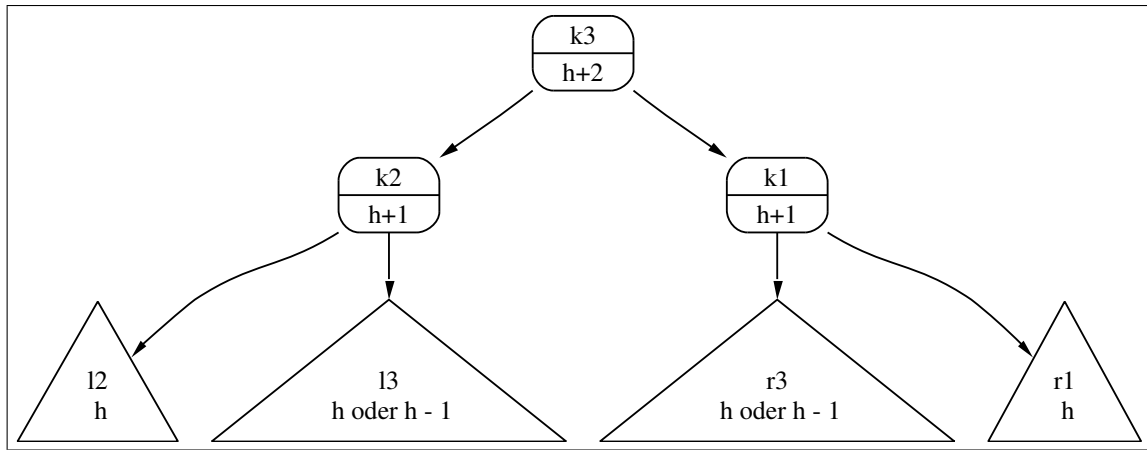 k3
h+2
k2
h+1
k1
h+1
l2
h
l3
h oder h - 1
r3
h oder h - 1
r1
h